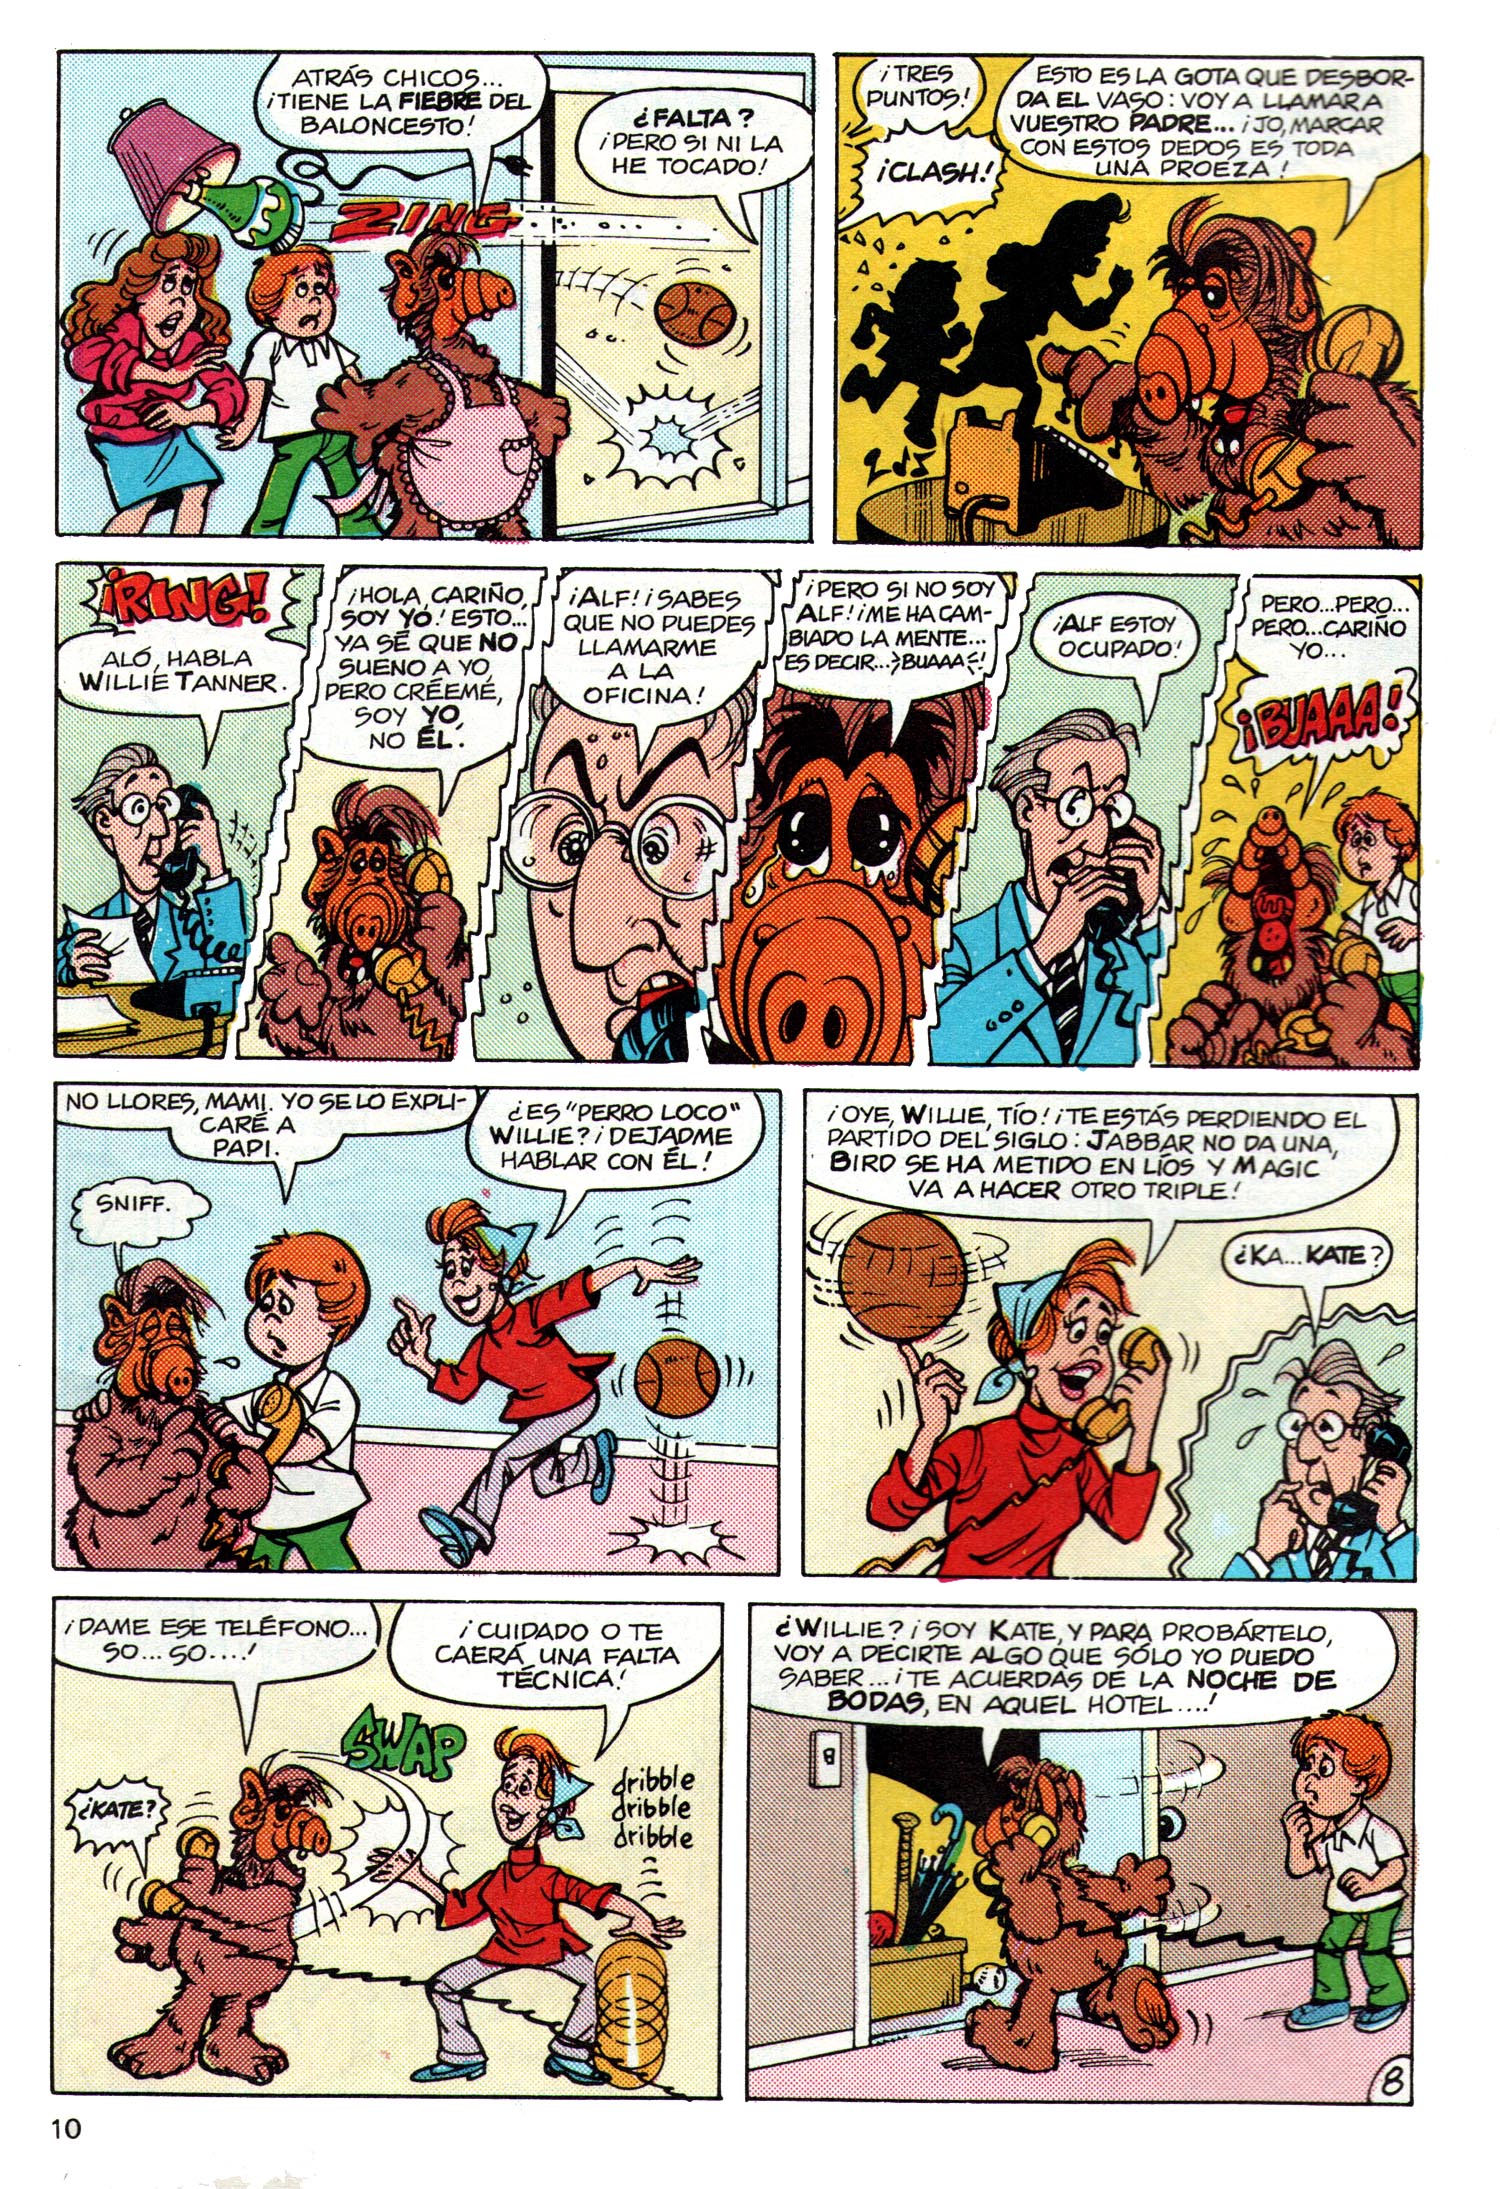 ATRÁS CHICOS...
¡TIENE LA FIEBRE DEL
BALONCESTO!
ZING
¿FALTA?
¡PERO SI NI LA
HE TOCADO!
¡TRES
PUNTOS!
¡CLASH!
ESTO ES LA GOTA QUE DESBOR-
DA EL VASO: VOY A LLAMAR A
VUESTRO PADRE... ¡JO, MARCAR
CON ESTOS DEDOS ES TODA
UNA PROEZA!
¡RING!
ALÓ, HABLA
WILLIE TANNER.
¡HOLA, CARIÑO,
SOY YO! ESTO...
YA SÉ QUE NO
SUENO A YO,
PERO CRÉEMÉ,
SOY YO,
NO ÉL.
¡ALF! ¡SABES
QUE NO PUEDES
LLAMARME
A LA
OFICINA!
¡PERO SI NO SOY
ALF! ¡ME HA CAM-
BIADO LA MENTE...
ES DECIR... ¡BUAAA!
¡ALF ESTOY
OCUPADO!
PERO...PERO...
PERO...CARIÑO
YO...
¡BUAAA!
NO LLORES, MAMI. YO SE LO EXPLI-
CARÉ A
PAPI.
SNIFF.
¿ES "PERRO LOCO"
WILLIE? ¡DEJADME
HABLAR CON ÉL!
¡OYE, WILLIE, TÍO! ¡TE ESTÁS PERDIENDO EL
PARTIDO DEL SIGLO: JABBAR NO DA UNA,
BIRD SE HA METIDO EN LÍOS Y MAGIC
VA A HACER OTRO TRIPLE!
¿KA...KATE?
¡DAME ESE TELÉFONO...
SO...SO....!
¡CUIDADO O TE
CAERÁ UNA FALTA
TÉCNICA!
SWAP
¿KATE?
dribble
dribble
dribble
¿WILLIE? ¡SOY KATE, Y PARA PROBÁRTELO,
VOY A DECIRTE ALGO QUE SÓLO YO PUEDO
SABER... ¡TE ACUERDAS DE LA NOCHE DE
BODAS, EN AQUEL HOTEL....!
8
10